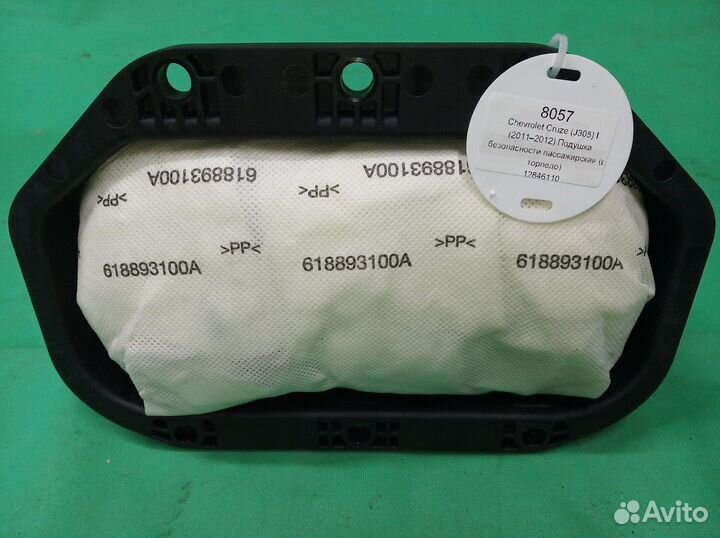 8057
Chevrolet Cruze (J305) I
(2011–2012) Подушка
безопасности пассажирская (в
торпедо)
12846110
618893100A
618893100A
>PP<
>PP<
>PP<
>PP<
618893100A
618893100A
618893100A
Avito